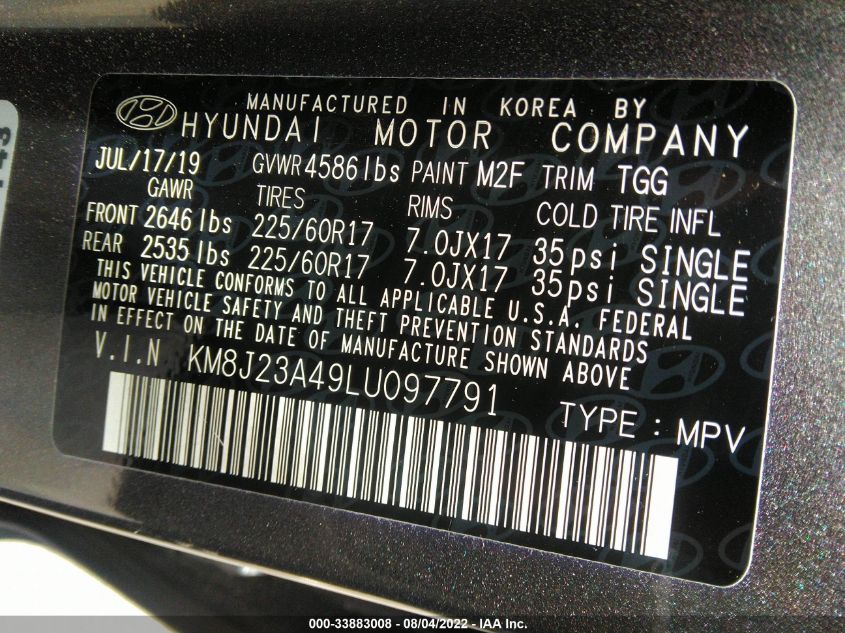 MANUFACTURED IN KOREA BY
HYUNDAI MOTOR COMPANY
JUL/17/19 GVWR 4586 lbs PAINT M2F TRIM TGG
GAWR TIRES RIMS COLD TIRE INFL
FRONT 2646 lbs 225/60R17 7.0JX17 35psi SINGLE
REAR 2535 lbs 225/60R17 7.0JX17 35psi SINGLE
THIS VEHICLE CONFORMS TO ALL APPLICABLE U.S.A. FEDERAL
MOTOR VEHICLE SAFETY AND THEFT PREVENTION STANDARDS
IN EFFECT ON THE DATE OF MANUFACTURE SHOWN ABOVE
V.I.N KM8J23A49LU097791
TYPE : MPV
000-33883008 - 08/04/2022 - IAA Inc.